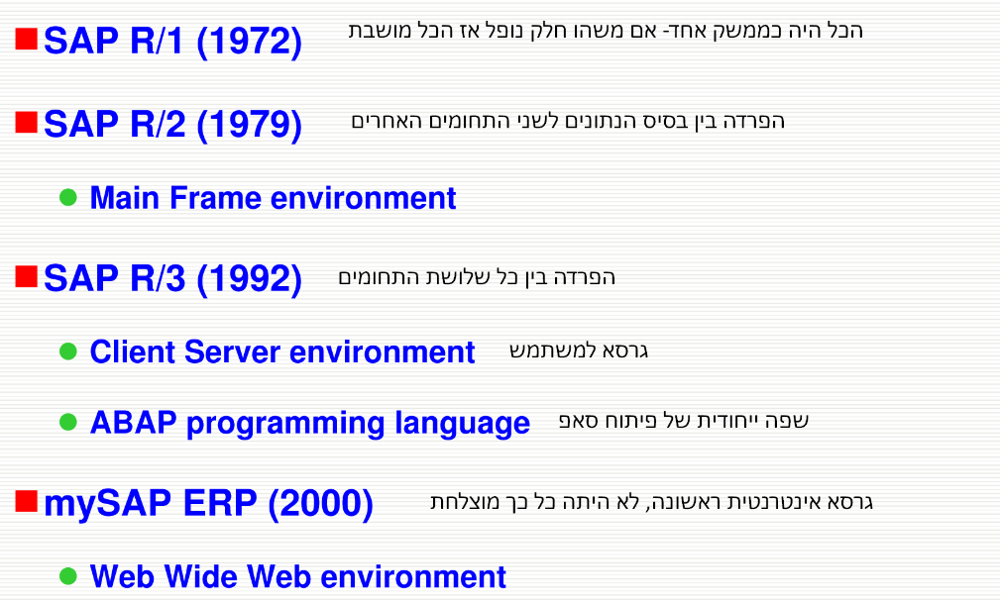 SAP R/1 (1972) הכל היה כממשק אחד- אם משהו חלק נופל אז הכל מושבת
SAP R/2 (1979) הפרדה בין בסיס הנתונים לשני התחומים האחרים
Main Frame environment
SAP R/3 (1992) הפרדה בין כל שלושת התחומים
Client Server environment גרסא למשתמש
ABAP programming language שפה ייחודית של פיתוח סאפ
mySAP ERP (2000) גרסא אינטרנטית ראשונה, לא היתה כל כך מוצלחת
Web Wide Web environment